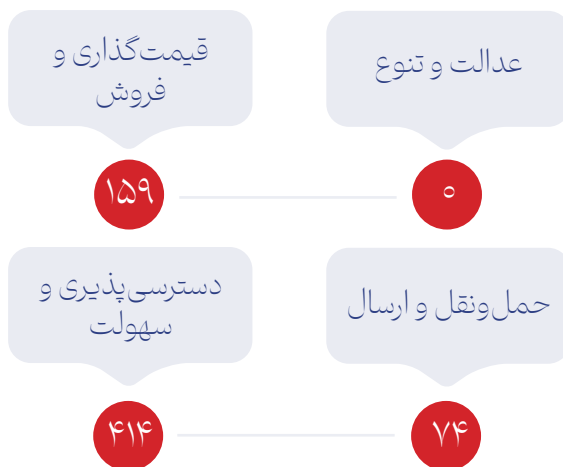 عدالت و تنوع
۰
قیمت‌گذاری و
فروش
۱۵۹
حمل‌ونقل و ارسال
۷۴
دسترسی‌پذیری و
سهولت
۴۱۴